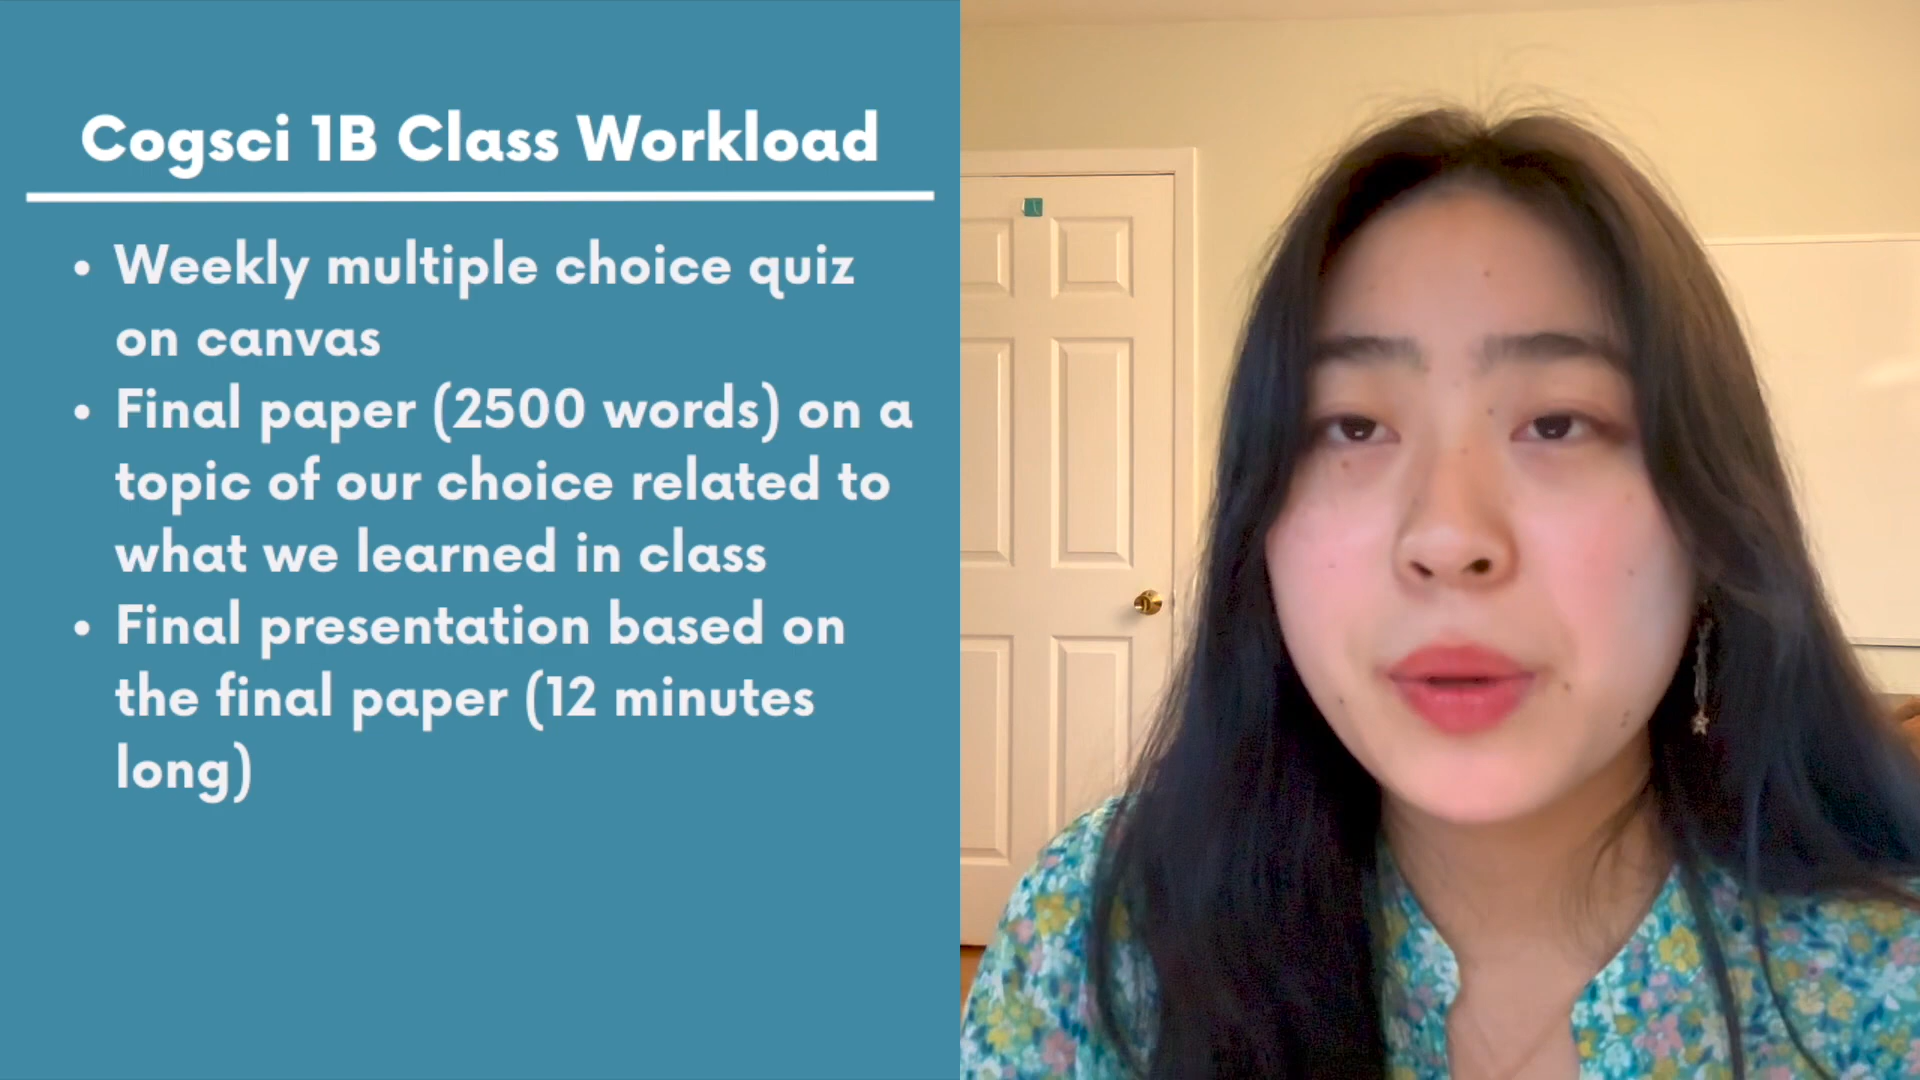 Cogsci 1B Class Workload
• Weekly multiple choice quiz
on canvas
• Final paper (2500 words) on a
topic of our choice related to
what we learned in class
• Final presentation based on
the final paper (12 minutes
long)